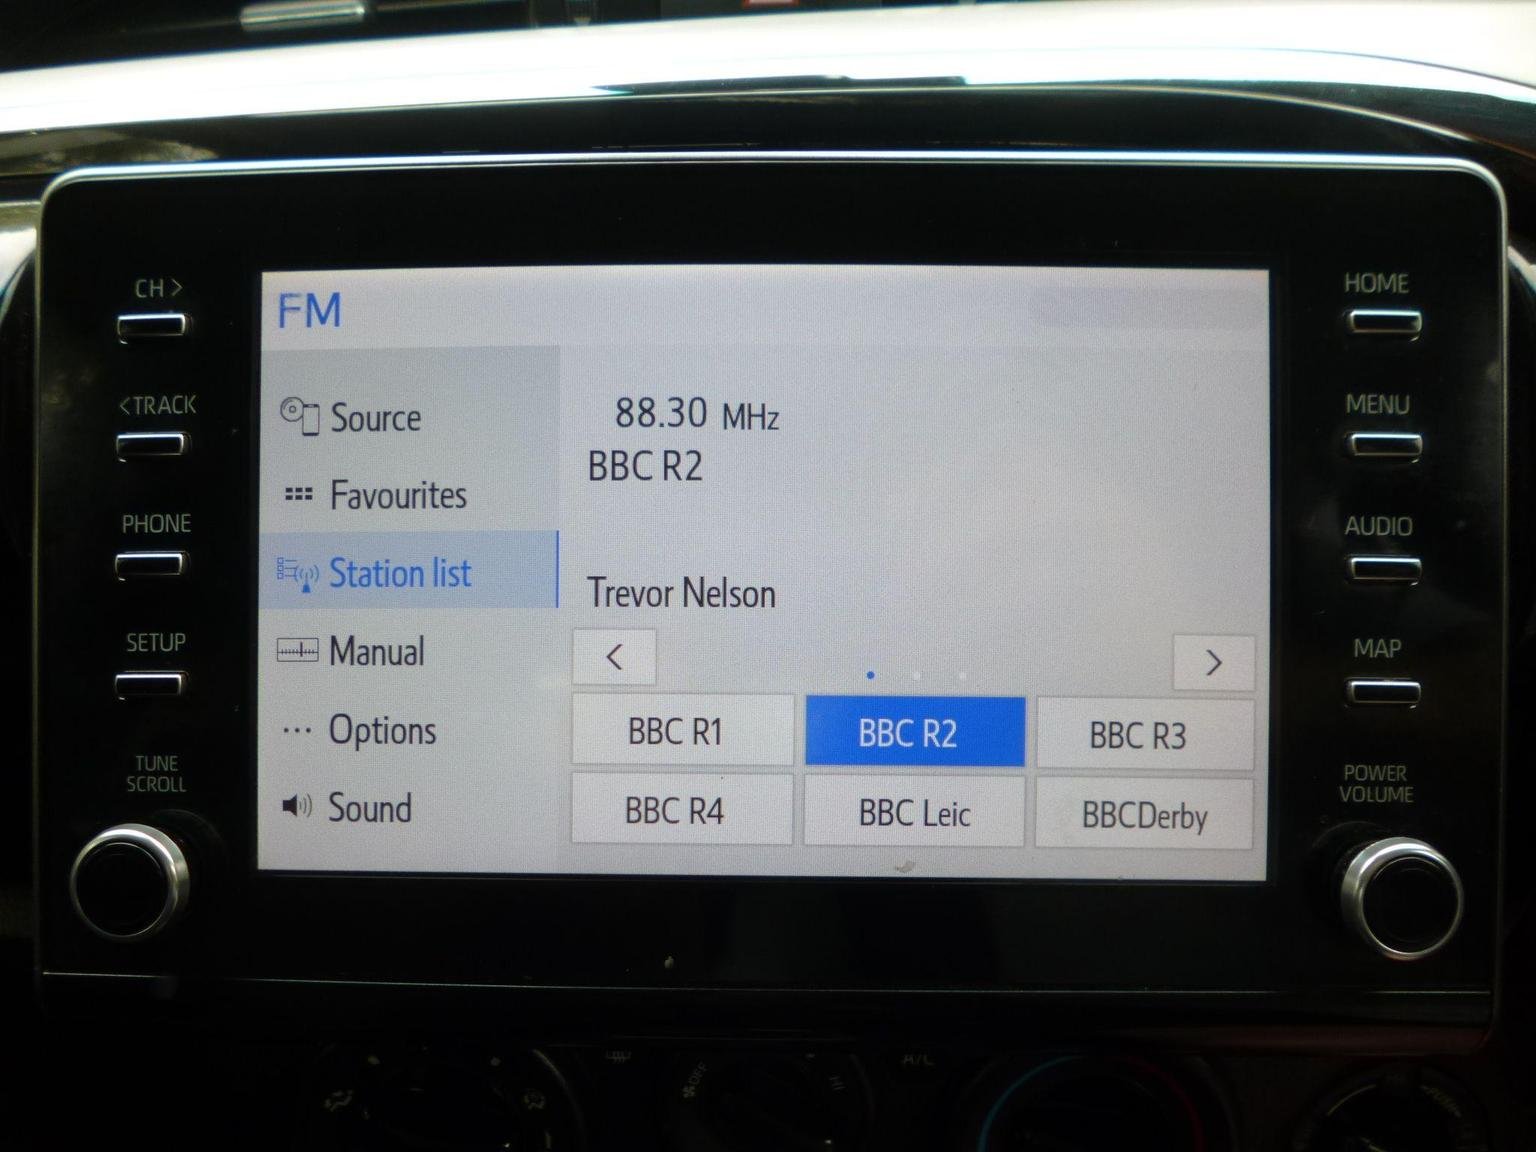 CH >
<TRACK
PHONE
SETUP
TUNE
SCROLL
FM
Source
Favourites
Station list
Manual
Options
Sound
88.30 MHz
BBC R2
Trevor Nelson
<
>
BBC R1
BBC R2
BBC R3
BBC R4
BBC Leic
BBCDerby
HOME
MENU
AUDIO
MAP
POWER
VOLUME
OFF
HI
A/C